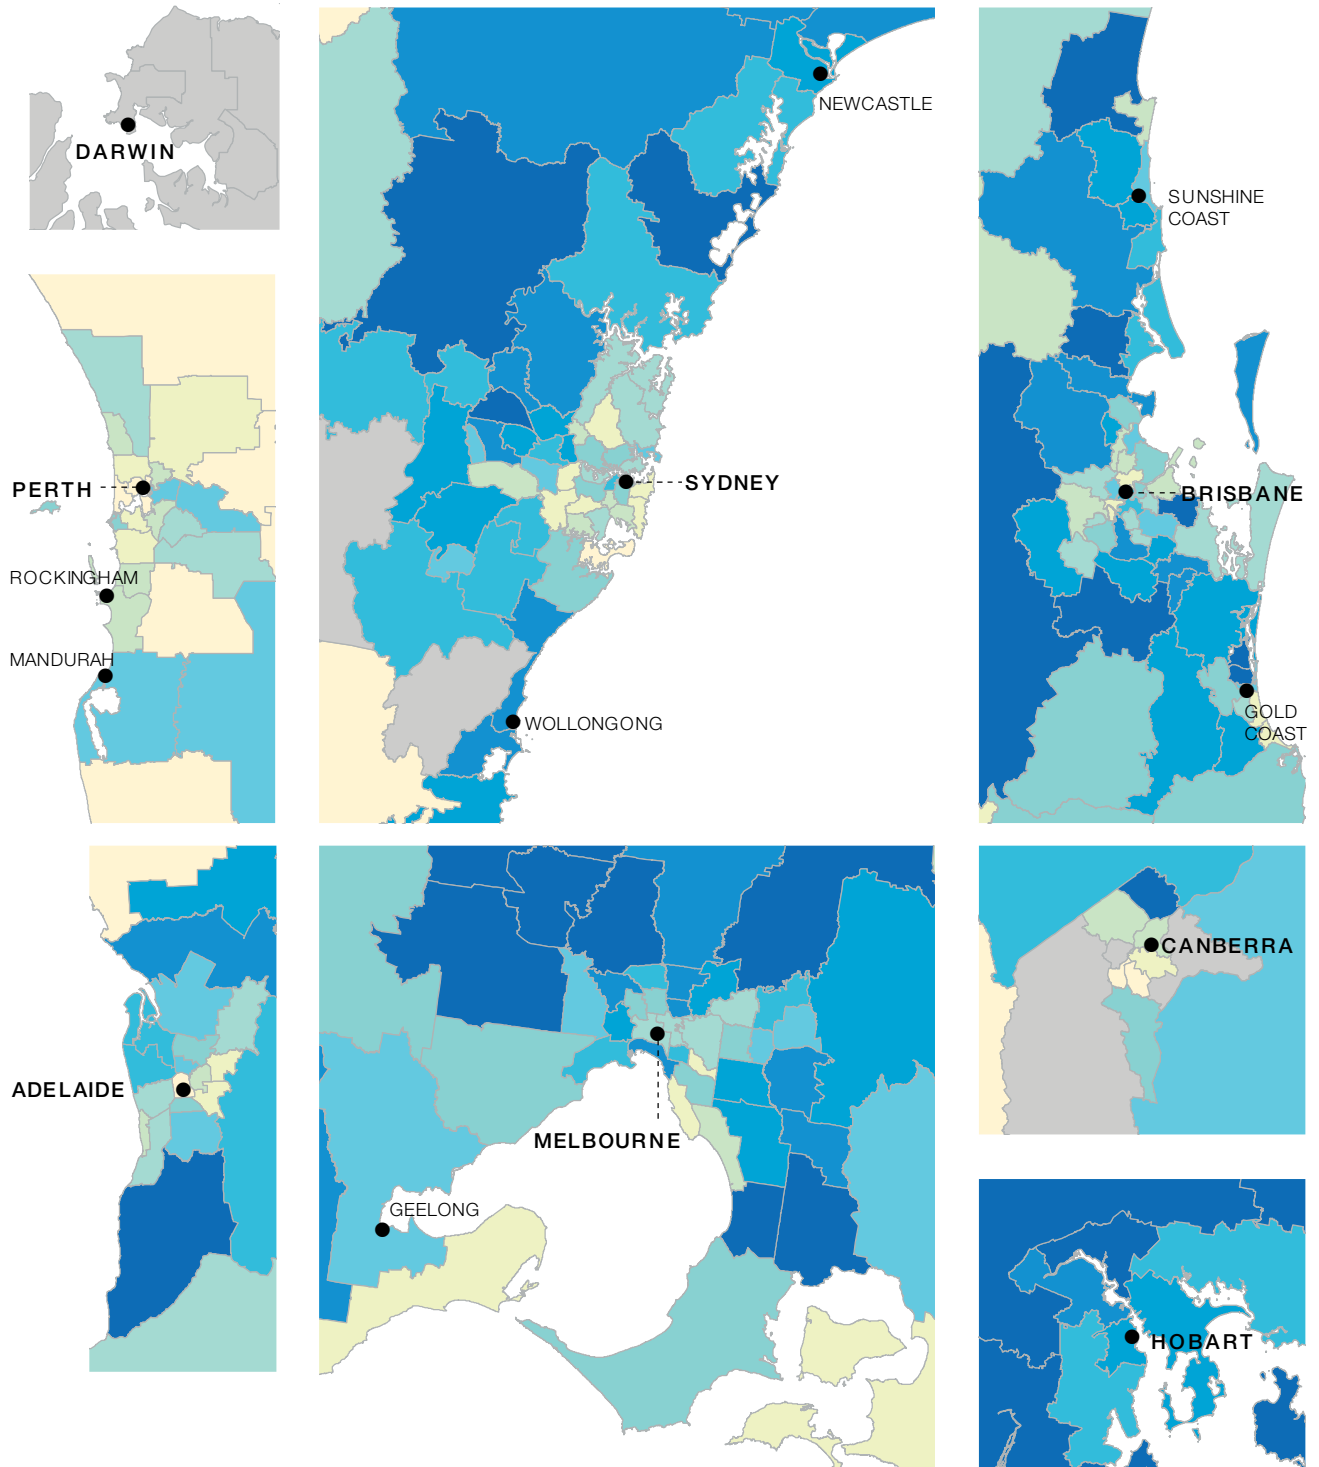 NEWCASTLE
DARWIN
SUNSHINE
COAST
PERTH
SYDNEY
BRISBANE
ROCKINGHAM
MANDURAH
WOLLONGONG
GOLD
COAST
CANBERRA
ADELAIDE
MELBOURNE
GEELONG
HOBART